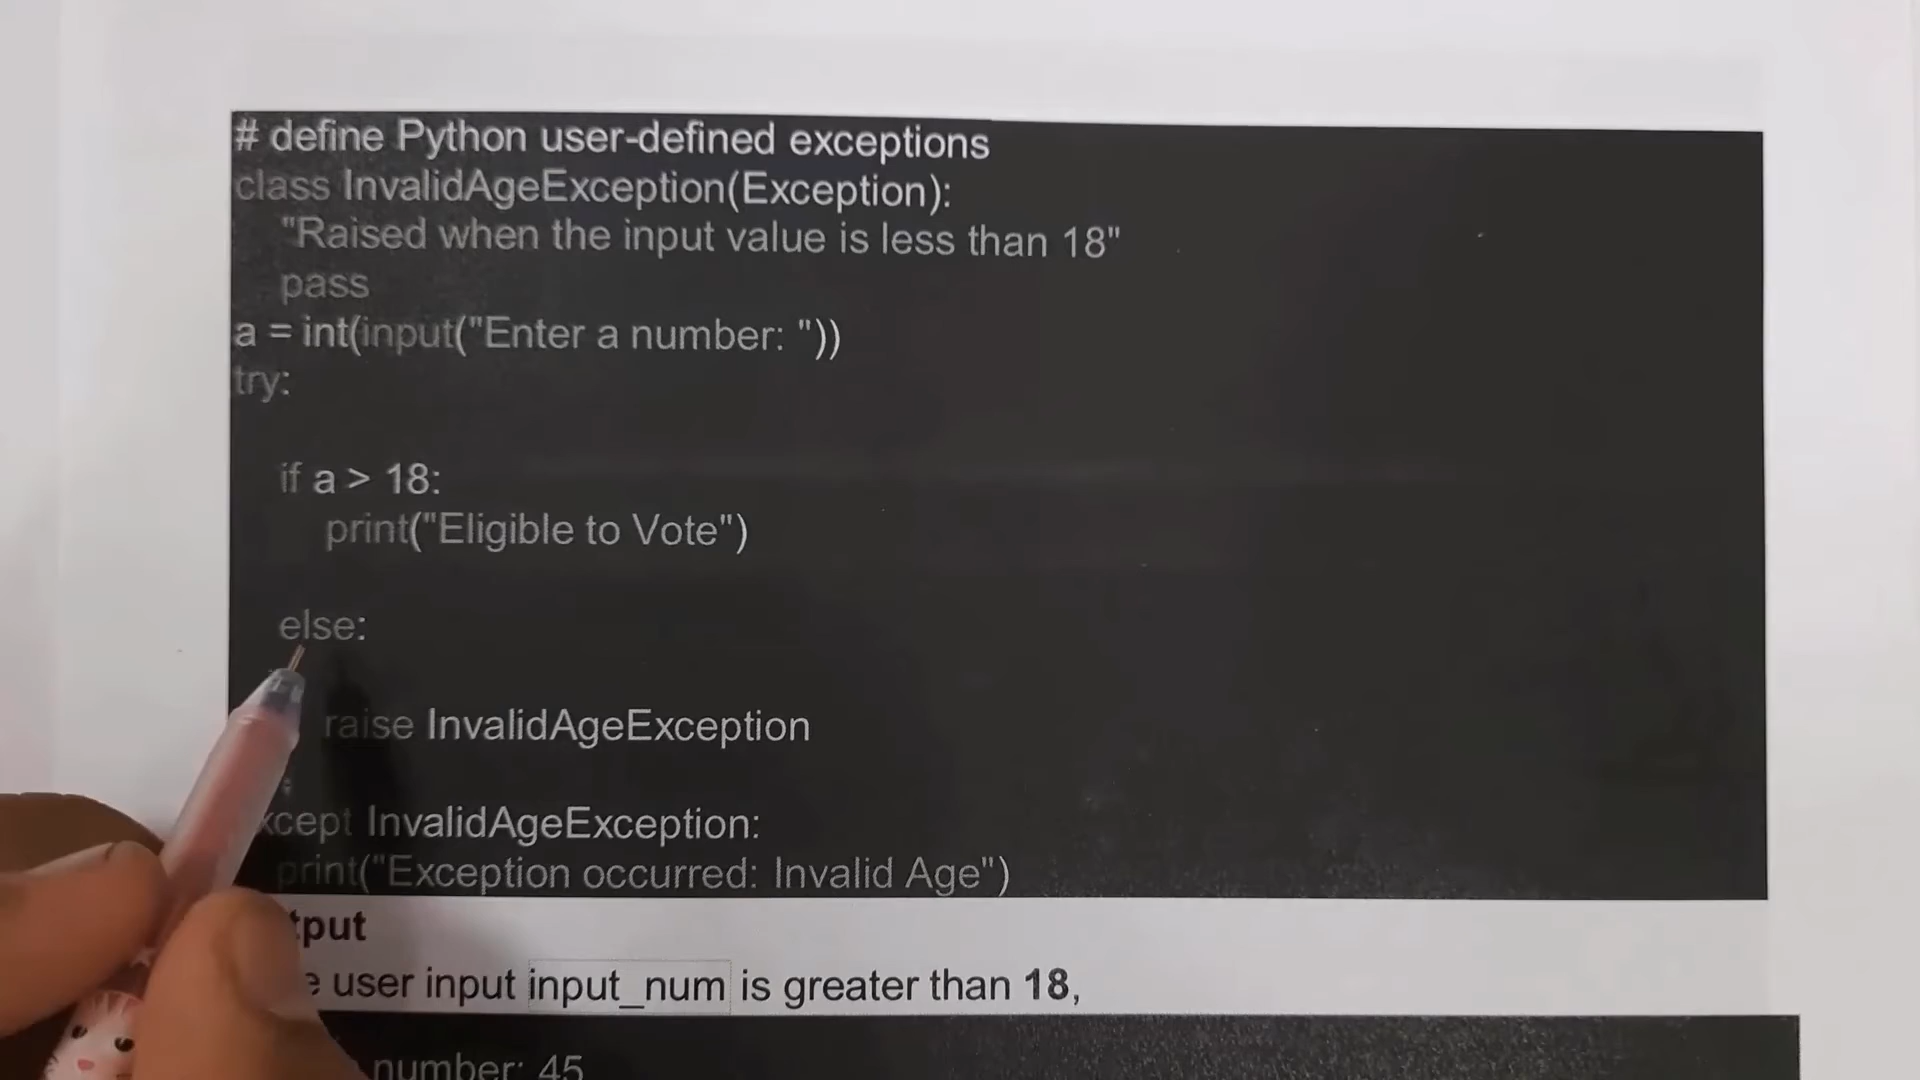 # define Python user-defined exceptions
class InvalidAgeException(Exception):
"Raised when the input value is less than 18"
pass
a = int(input("Enter a number: "))
try:
if a > 18:
print("Eligible to Vote")
else:
raise InvalidAgeException
xcept InvalidAgeException:
print("Exception occurred: Invalid Age")
tput
e user input input_num is greater than 18,
number: 45